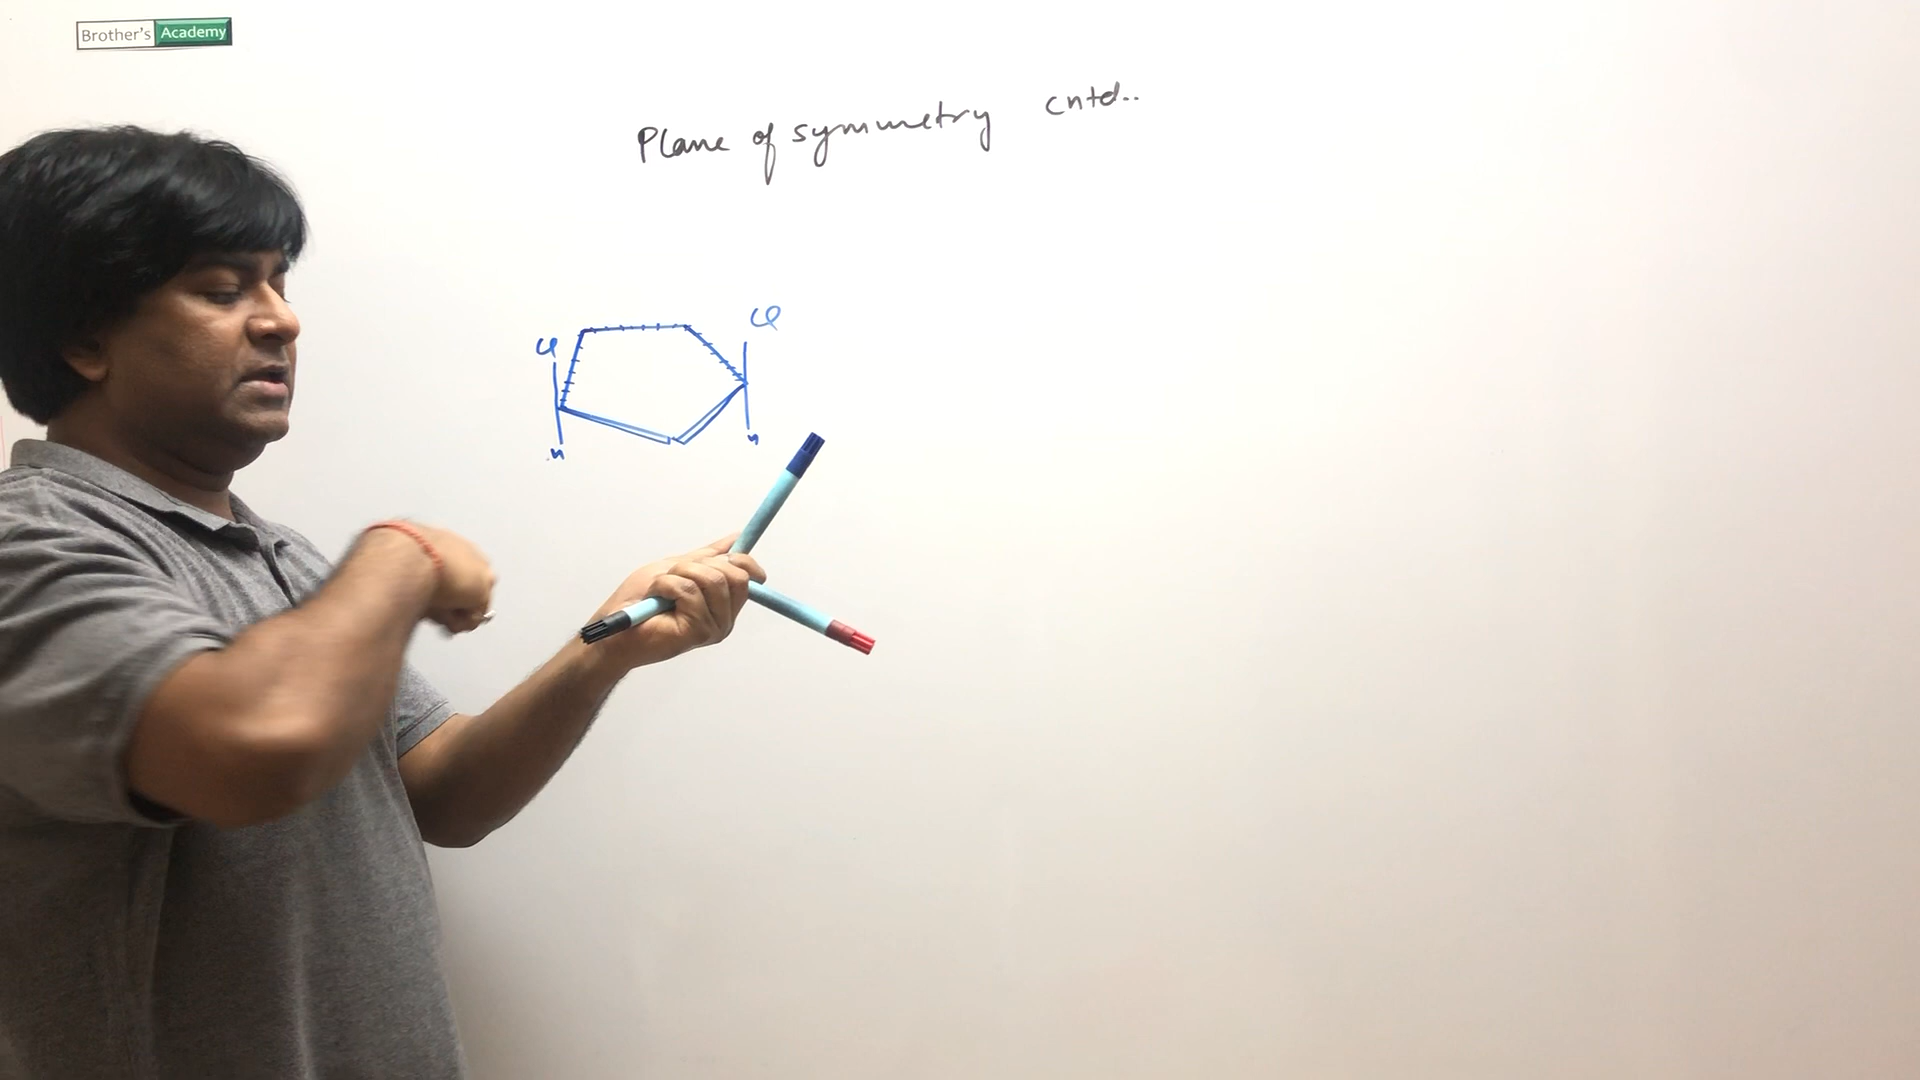 Brother's Academy
Plane of symmetry cntd..
Cl
Cl
H
H